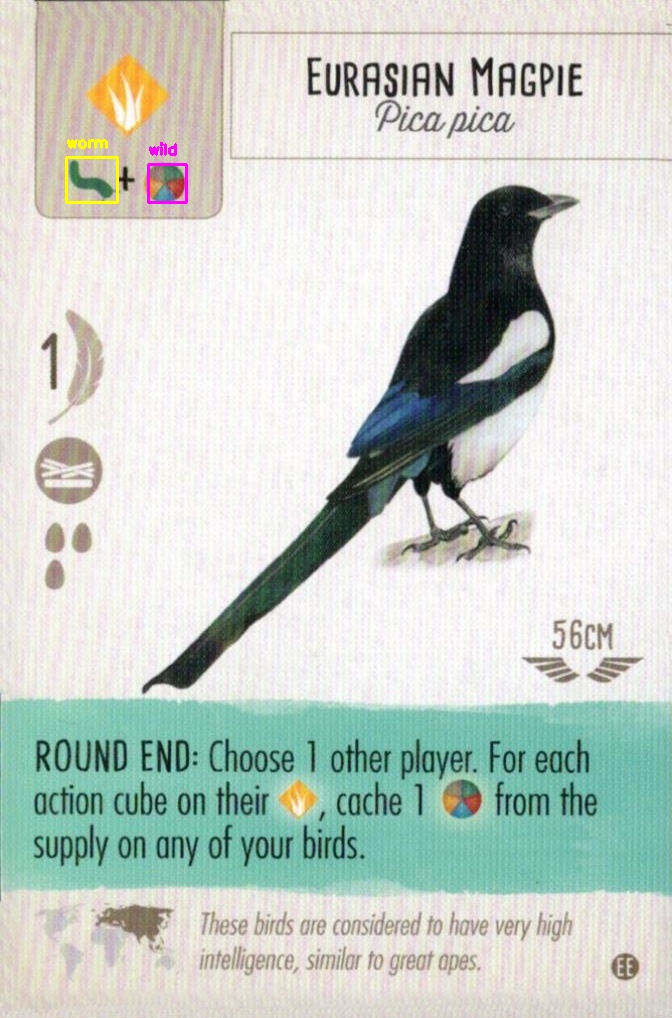 EURASIAN MAGPIE
Pica pica
worm
wild
+
1
56CM
ROUND END: Choose 1 other player. For each
action cube on their , cache 1 from the
supply on any of your birds.
These birds are considered to have very high
intelligence, similar to great apes.
EE